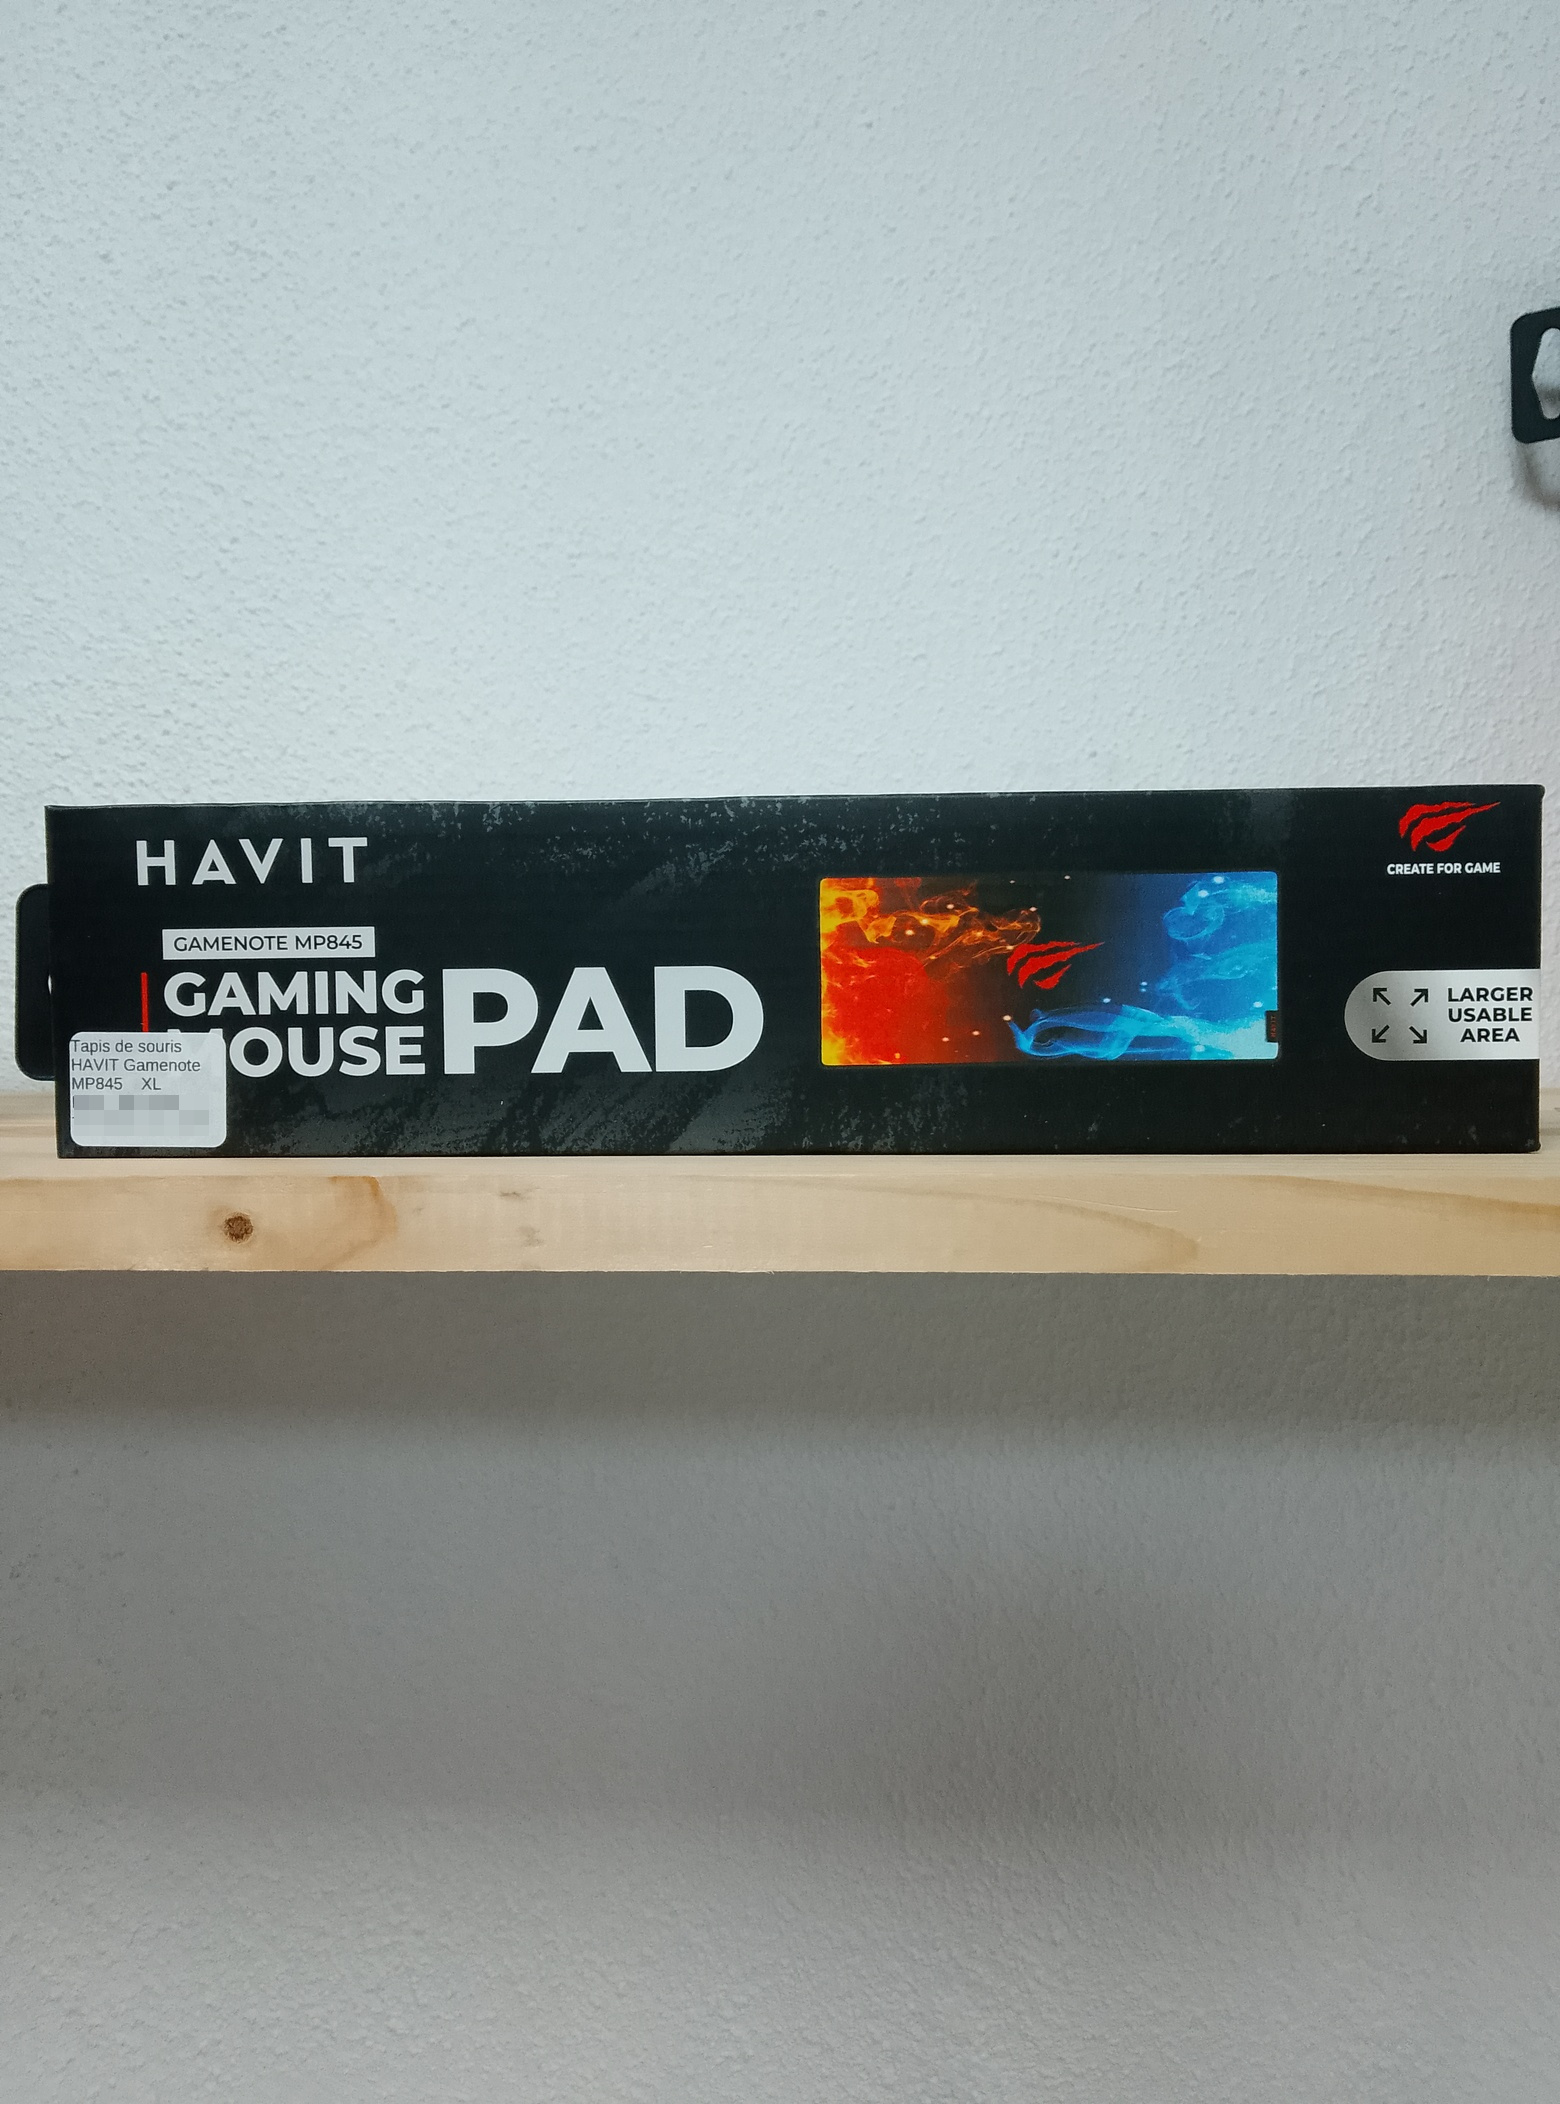 HAVIT
CREATE FOR GAME
GAMENOTE MP845
GAMING
MOUSE PAD
LARGER
USABLE
AREA
Tapis de souris
HAVIT Gamenote
MP845 XL